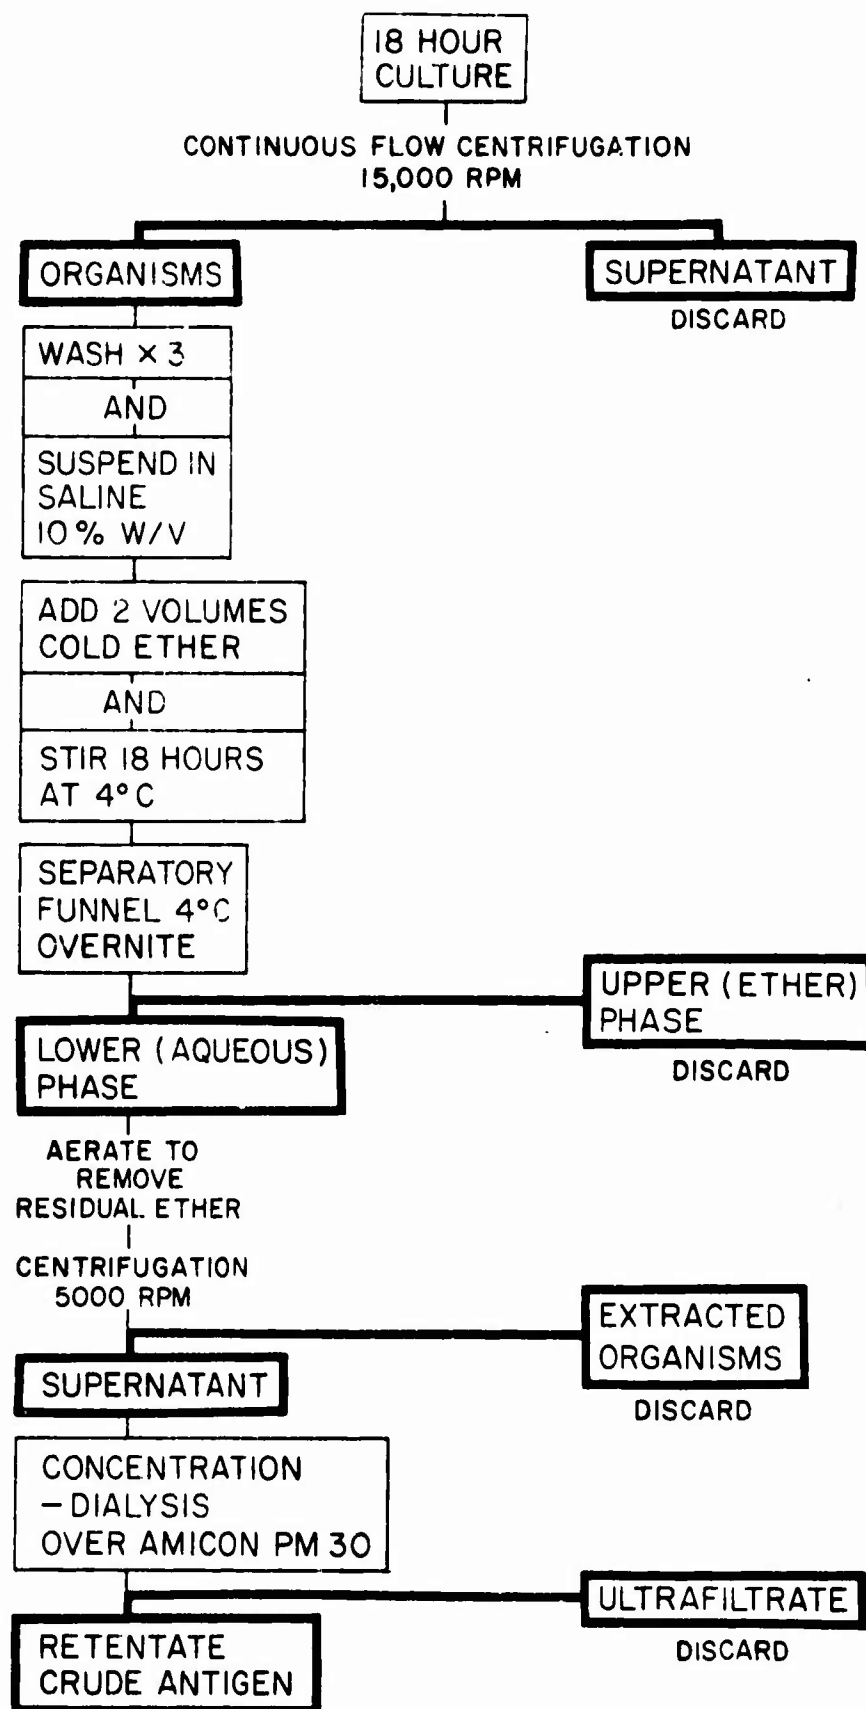 18 HOUR
CULTURE
CONTINUOUS FLOW CENTRIFUGATION
15,000 RPM
ORGANISMS
SUPERNATANT
DISCARD
WASH × 3
AND
SUSPEND IN
SALINE
10% W/V
ADD 2 VOLUMES
COLD ETHER
AND
STIR 18 HOURS
AT 4°C
SEPARATORY
FUNNEL 4°C
OVERNITE
UPPER (ETHER)
PHASE
DISCARD
LOWER (AQUEOUS)
PHASE
AERATE TO
REMOVE
RESIDUAL ETHER
CENTRIFUGATION
5000 RPM
EXTRACTED
ORGANISMS
DISCARD
SUPERNATANT
CONCENTRATION
– DIALYSIS
OVER AMICON PM 30
ULTRAFILTRATE
DISCARD
RETENTATE
CRUDE ANTIGEN